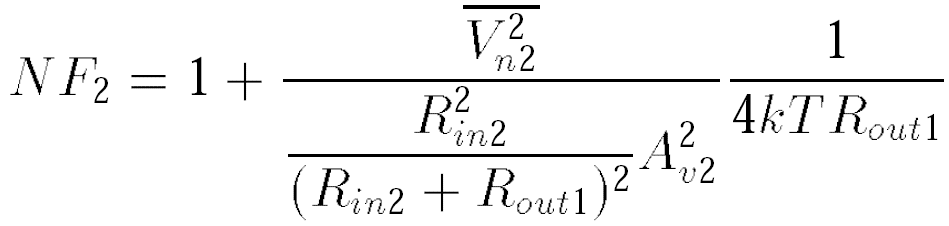 NF_2 = 1 + \frac{\overline{V_{n2}^2}}{\frac{R_{in2}^2}{(R_{in2} + R_{out1})^2} A_{v2}^2} \frac{1}{4kTR_{out1}}